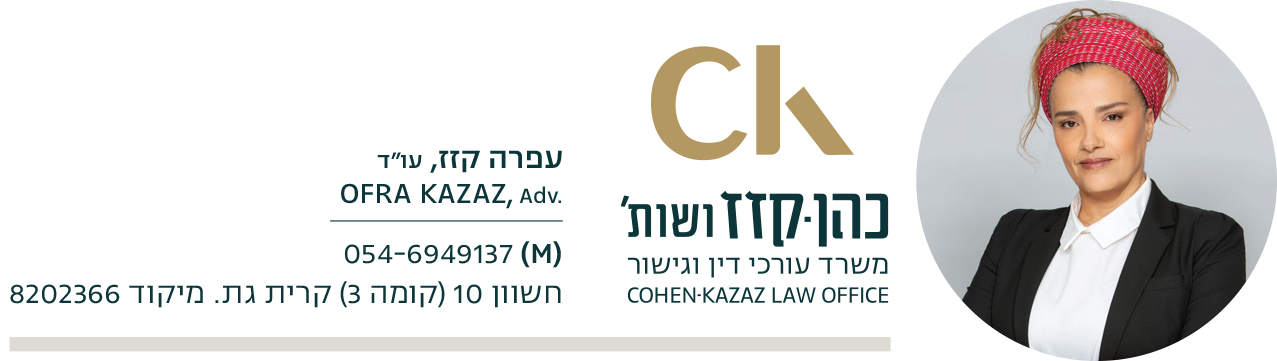 Ck
כהן-קזז ושות'
משרד עורכי דין וגישור
COHEN-KAZAZ LAW OFFICE
עפרה קזז, עו"ד
OFRA KAZAZ, Adv.
054-6949137 (M)
חשוון 10 (קומה 3) קרית גת. מיקוד 8202366